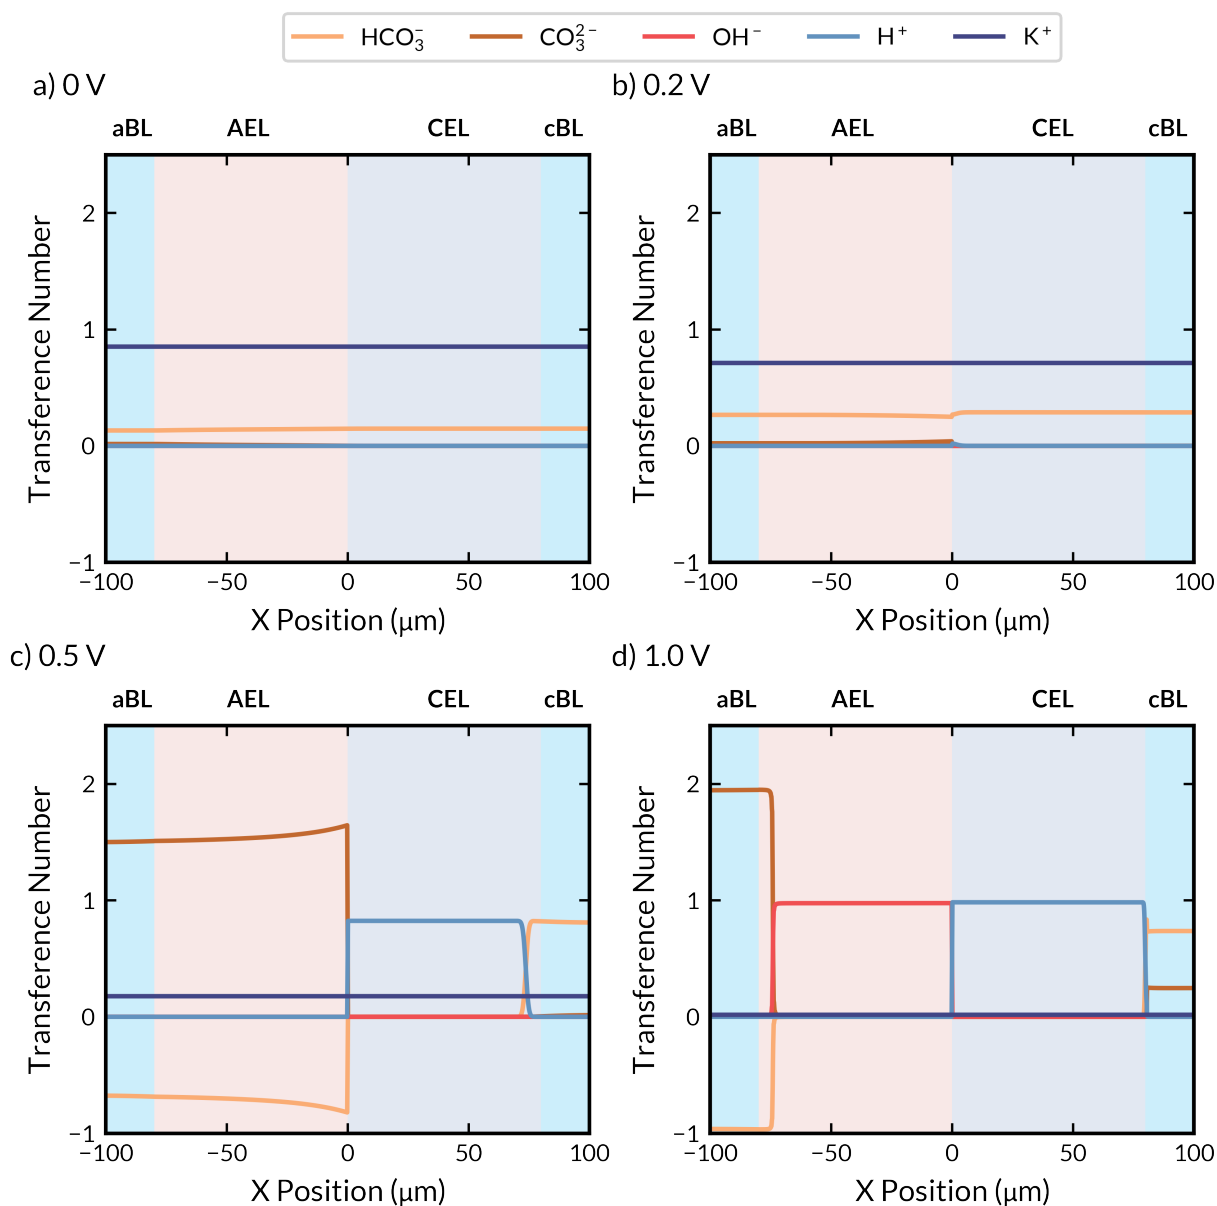 HCO₃⁻ CO₃²⁻ OH⁻ H⁺ K⁺
a) 0 V
b) 0.2 V
aBL AEL CEL cBL
aBL AEL CEL cBL
Transference Number
2
1
0
−1
−100 −50 0 50 100
X Position (μm)
Transference Number
2
1
0
−1
−100 −50 0 50 100
X Position (μm)
c) 0.5 V
d) 1.0 V
aBL AEL CEL cBL
aBL AEL CEL cBL
Transference Number
2
1
0
−1
−100 −50 0 50 100
X Position (μm)
Transference Number
2
1
0
−1
−100 −50 0 50 100
X Position (μm)